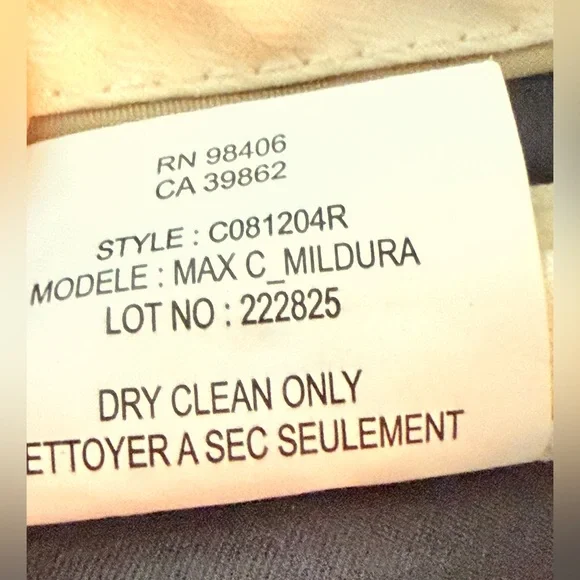 RN 98406
CA 39862
STYLE : C081204R
MODELE : MAX C_MILDURA
LOT NO : 222825
DRY CLEAN ONLY
ETTOYER A SEC SEULEMENT